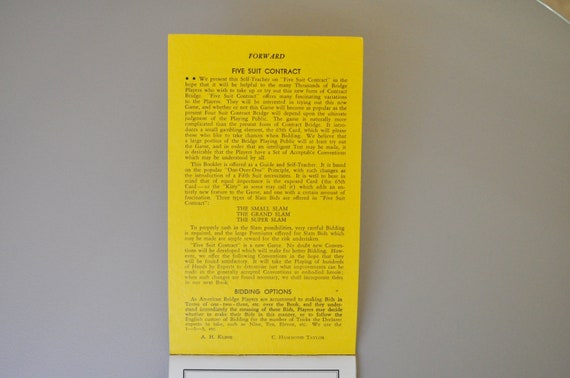 FORWARD
FIVE SUIT CONTRACT
• • We present this Self-Teacher on "Five Suit Contract" in the
hope that it will be helpful to the many Thousands of Bridge
Players who wish to take up or try out this new form of Contract
Bridge. "Five Suit Contract" offers many fascinating variations
to the Players. They will be interested in trying out this new
Game, and whether or not this Game will become as popular as the
present Four Suit Contract Bridge will depend upon the ultimate
judgment of the Playing Public. The game is naturally more
complicated than the present form of Contract Bridge. It intro-
duces a small gambling element, the 65th Card, which will please
those who like to take chances when Bidding. We believe that
a large portion of the Bridge Playing Public will at least try out
the Game, and in order that an intelligent Test may be made, it
is desirable that the Players have a Set of Acceptable Conventions
which may be understood by all.
This Booklet is offered as a Guide and Self-Teacher. It is based
on the popular "One-Over-One" Principle, with such changes as
the introduction of a Fifth Suit necessitates. It is well to bear in
mind that of equal importance is the exposed Card (the 65th
Card—or the "Kitty" as some may call it) which adds an en-
tirely new feature to the Game, and one with a certain amount of
fascination. Three types of Slam Bids are offered in "Five Suit
Contract":
THE SMALL SLAM
THE GRAND SLAM
THE SUPER SLAM
To properly cash in the Slam possibilities, very careful Bidding
is required, and the large Premiums offered for Slam Bids which
may be made are ample reward for the risk undertaken.
"Five Suit Contract" is a new Game. No doubt new Conven-
tions will be developed which will make for better Bidding. How-
ever, we offer the following Conventions in the hope that they
will be found satisfactory. It will take the Playing of hundreds
of Hands by Experts to determine just what improvements can be
made in the generally accepted Conventions as embodied herein;
when such changes are found necessary, we shall incorporate them
in our next Book.
BIDDING OPTIONS
As American Bridge Players are accustomed to making Bids in
Terms of one—two—three, etc. over the Book, and they under-
stand immediately the meaning of these Bids, Players may decide
whether to make their Bids in this manner, or to follow the
English manner of Bidding for the number of Tricks the Declarer
expects to take, such as Nine, Ten, Eleven, etc. We use the
etc.
A. H. KLINE C. HAMMOND TAYLOR